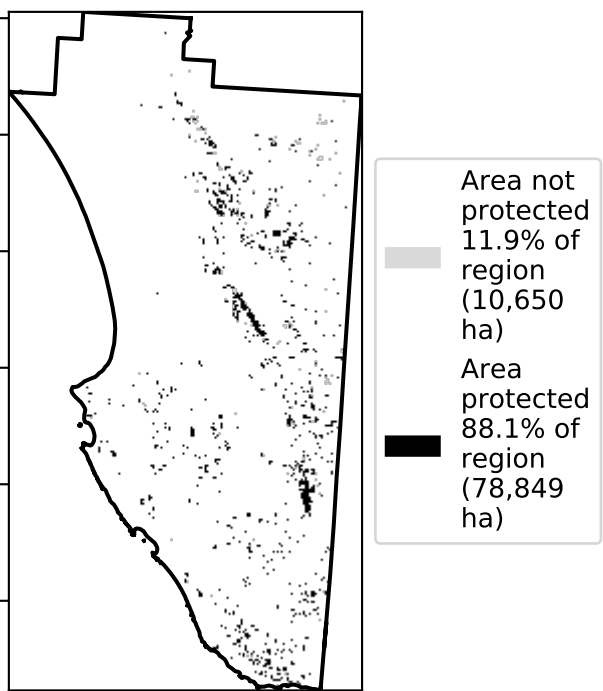 Area not
protected
11.9% of
region
(10,650
ha)
Area
protected
88.1% of
region
(78,849
ha)